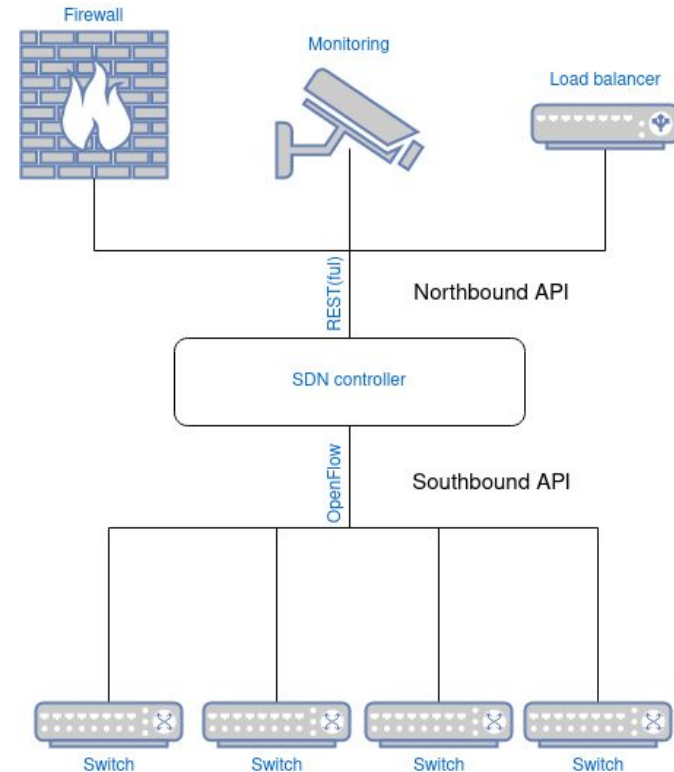 Firewall
Monitoring
Load balancer
REST(ful)
Northbound API
SDN controller
OpenFlow
Southbound API
Switch
Switch
Switch
Switch